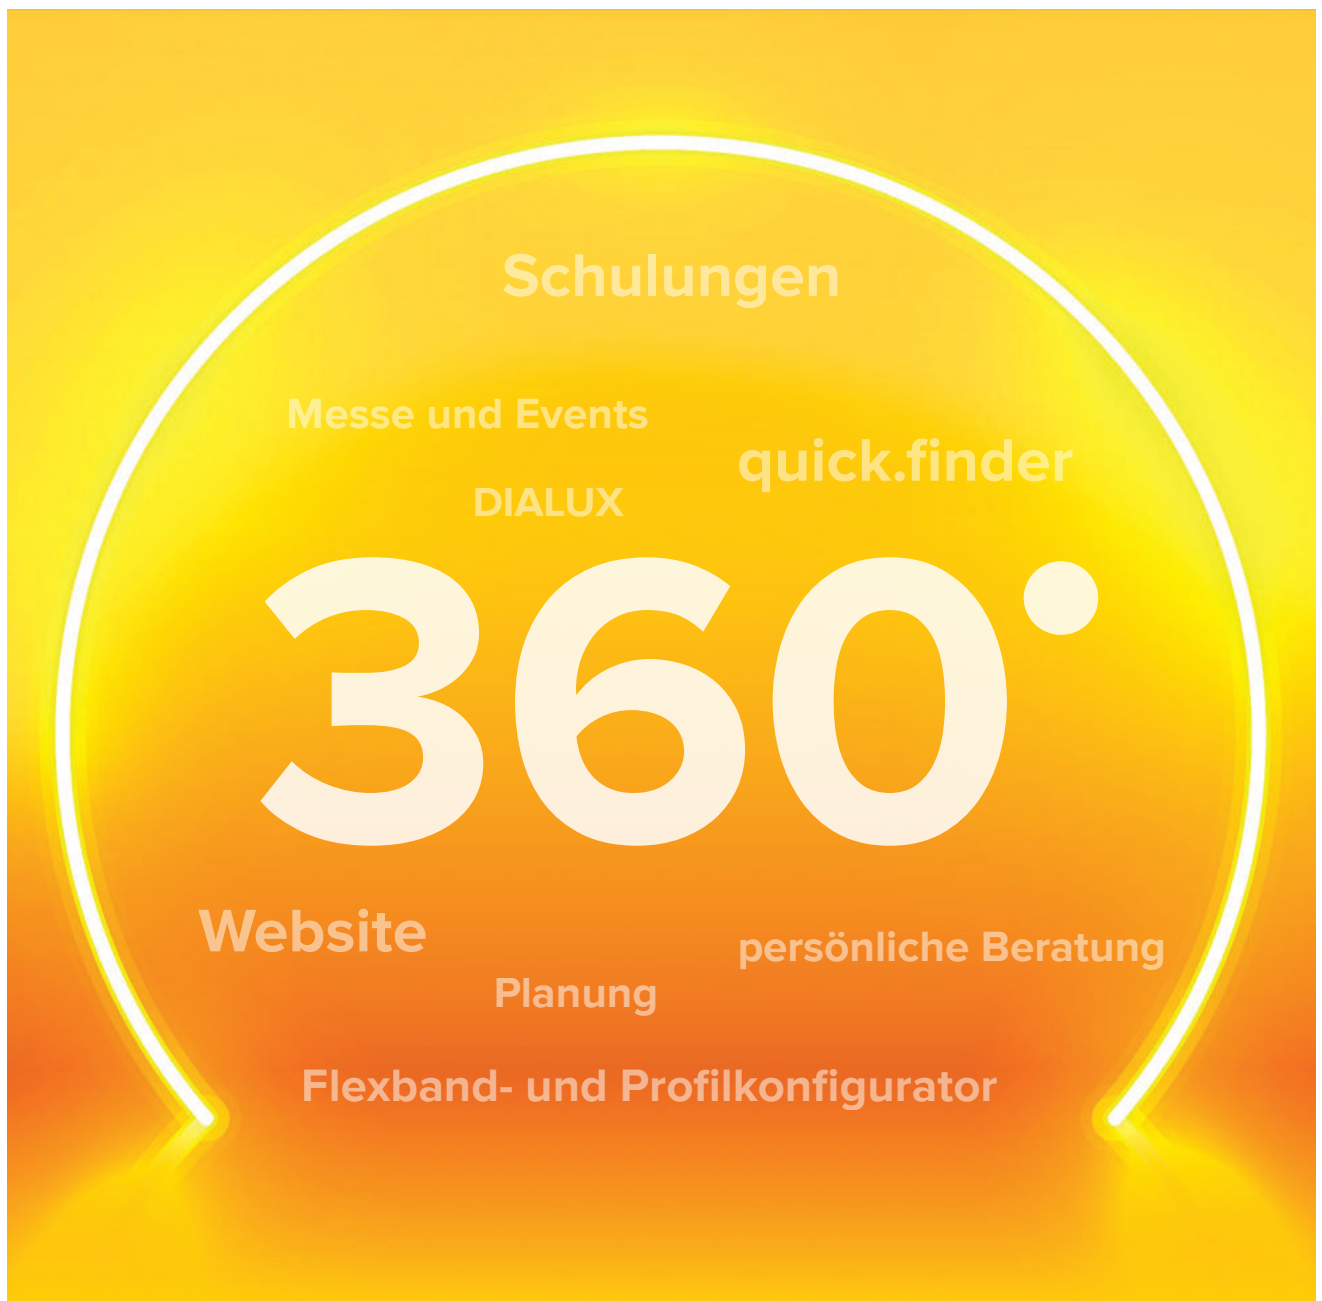 Schulungen
Messe und Events
quick.finder
DIALUX
360°
Website
persönliche Beratung
Planung
Flexband- und Profilkonfigurator